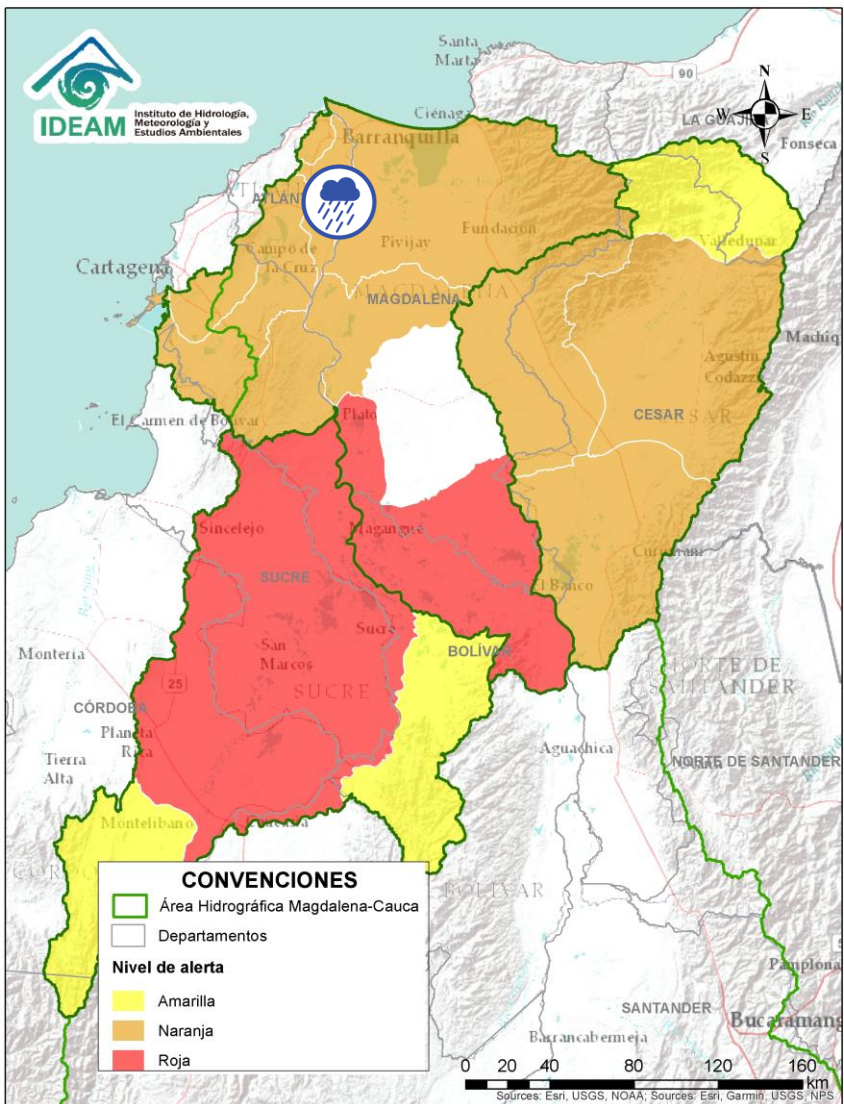 IDEAM
Instituto de Hidrología,
Meteorología y
Estudios Ambientales
Santa
Marta
90
N
W
E
S
LA GUAJI
Ciénaga
Fonseca
Barranquilla
ATLÁN
Valledupar
Pivijay
Fundación
Campo de
la Cruz
Cartagena
MAGDALENA
Machiq
Agustín
Codazzi
El Carmen de Bolívar
Plato
CESAR
Sincelejo
Magangué
SUCRE
El Banco
Sucre
San
Marcos
BOLÍVAR
Montería
NORTE DE
SANTANDER
25
SUCRE
CÓRDOBA
Planeta
Rica
Aguachica
Tierra
Alta
NORTE DE SANTANDER
Montelíbano
BOLÍVAR
CONVENCIONES
Área Hidrográfica Magdalena-Cauca
Departamentos
Nivel de alerta
Amarilla
Naranja
Roja
Pamplona
SANTANDER
Bucaramang
Barrancabermeja
0 20 40 80 120 160
km
Sources: Esri, USGS, NOAA; Sources: Esri, Garmin, USGS, NPS